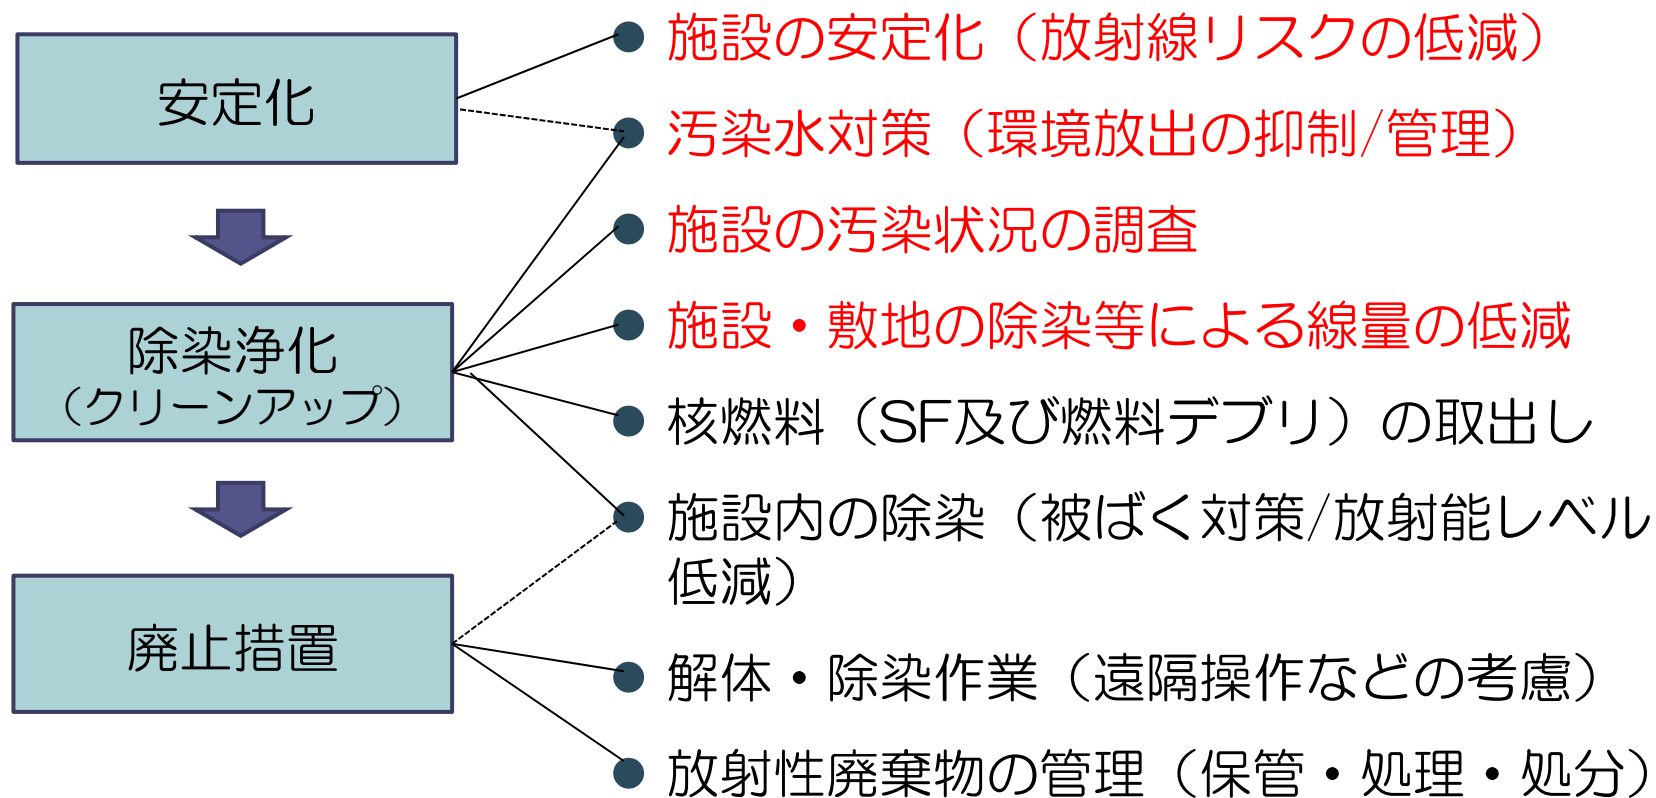 安定化
除染浄化
（クリーンアップ）
廃止措置
施設の安定化（放射線リスクの低減）
汚染水対策（環境放出の抑制/管理）
施設の汚染状況の調査
施設・敷地の除染等による線量の低減
核燃料（SF及び燃料デブリ）の取出し
施設内の除染（被ばく対策/放射能レベル
低減）
解体・除染作業（遠隔操作などの考慮）
放射性廃棄物の管理（保管・処理・処分）